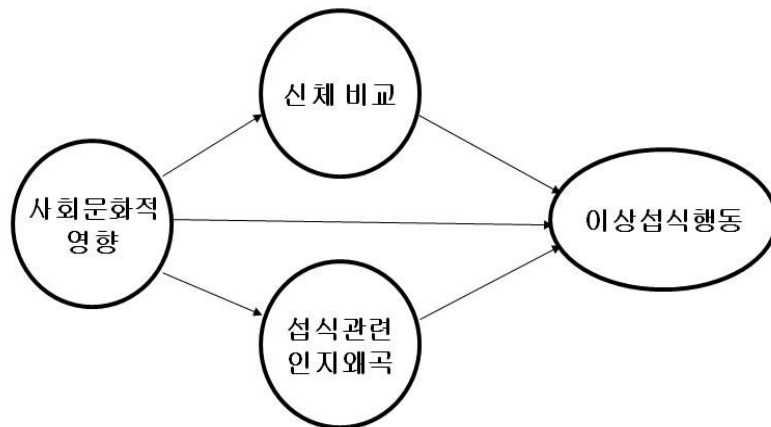 신체 비교
사회문화적
영향
이상섭식행동
섭식관련
인지왜곡